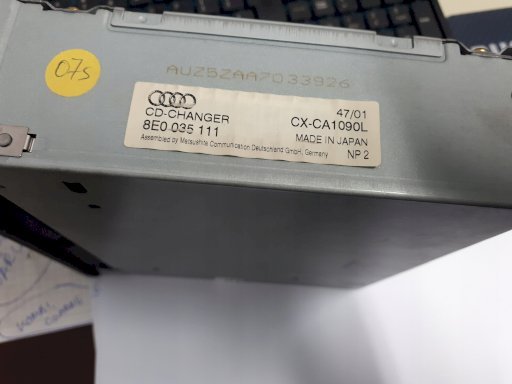 07s
AUZBZAA7033926
47/01
CD-CHANGER
CX-CA1090L
8E0 035 111
MADE IN JAPAN
Assembled by Matsushita Communication Deutschland GmbH, Germany
NP 2